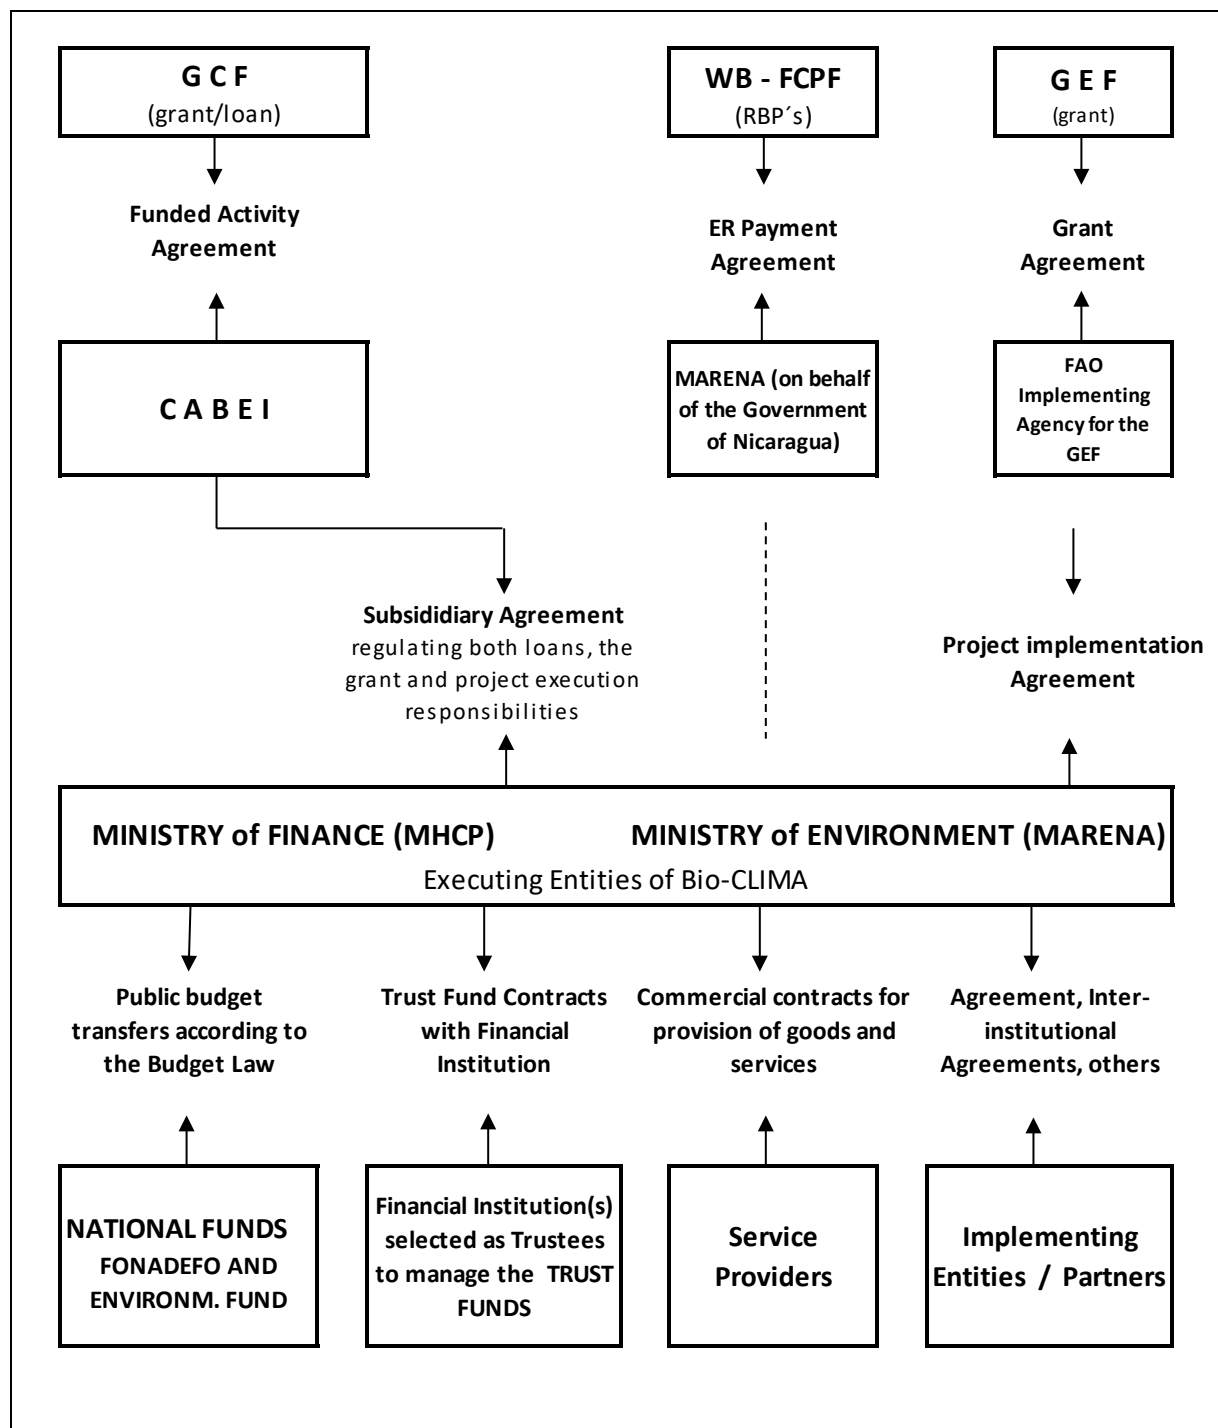 G C F
(grant/loan)
WB - FCPF
(RBP´s)
G E F
(grant)
Funded Activity
Agreement
ER Payment
Agreement
Grant
Agreement
C A B E I
MARENA (on behalf
of the Government
of Nicaragua)
FAO
Implementing
Agency for the
GEF
Subsididiary Agreement
regulating both loans, the
grant and project execution
responsibilities
Project implementation
Agreement
MINISTRY of FINANCE (MHCP)
MINISTRY of ENVIRONMENT (MARENA)
Executing Entities of Bio-CLIMA
Public budget
transfers according to
the Budget Law
Trust Fund Contracts
with Financial
Institution
Commercial contracts for
provision of goods and
services
Agreement, Inter-
institutional
Agreements, others
NATIONAL FUNDS
FONADEFO AND
ENVIRONM. FUND
Financial Institution(s)
selected as Trustees
to manage the TRUST
FUNDS
Service
Providers
Implementing
Entities / Partners